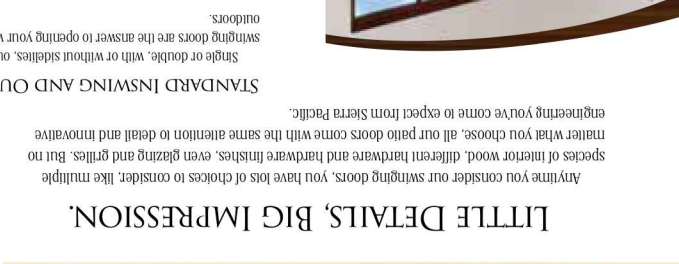 LITTLE DETAILS, BIG IMPRESSION.
Anytime you consider our swinging doors, you have lots of choices to consider, like multiple
species of interior wood, different hardware and hardware finishes, even glazing and grilles. But no
matter what you choose, all our patio doors come with the same attention to detail and innovative
engineering you've come to expect from Sierra Pacific.
STANDARD INSWING AND OU
Single or double, with or without sidelites, ou
swinging doors are the answer to opening your
outdoors.